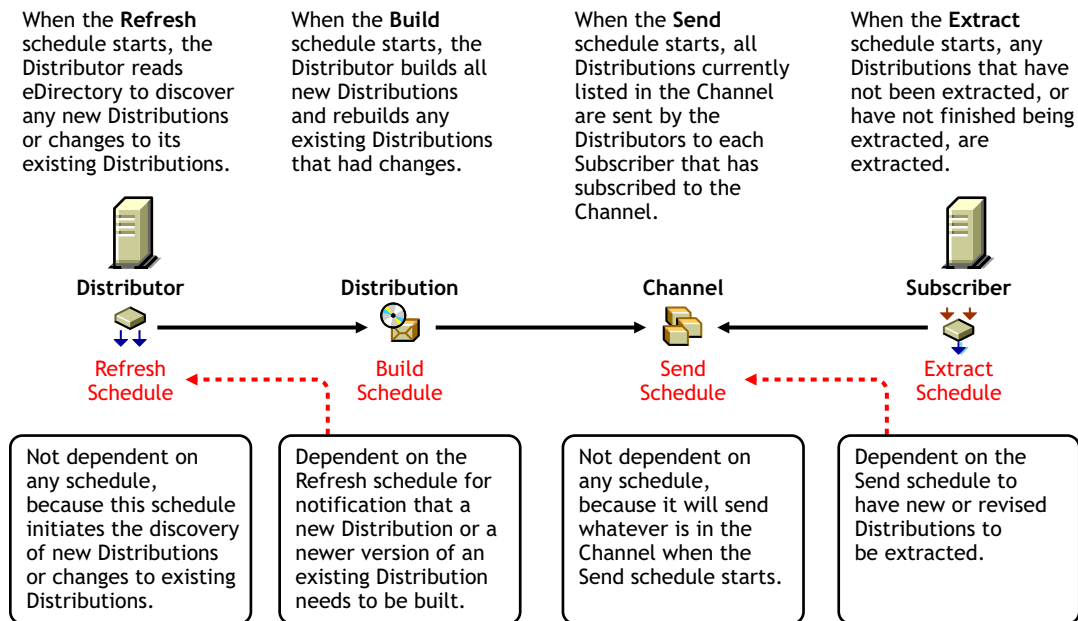 When the Refresh
schedule starts, the
Distributor reads
eDirectory to discover
any new Distributions
or changes to its
existing Distributions.
When the Build
schedule starts, the
Distributor builds all
new Distributions
and rebuilds any
existing Distributions
that had changes.
When the Send
schedule starts, all
Distributions currently
listed in the Channel
are sent by the
Distributors to each
Subscriber that has
subscribed to the
Channel.
When the Extract
schedule starts, any
Distributions that have
not been extracted, or
have not finished being
extracted, are
extracted.
Distributor
Distribution
Channel
Subscriber
Refresh
Schedule
Build
Schedule
Send
Schedule
Extract
Schedule
Not dependent on
any schedule,
because this schedule
initiates the discovery
of new Distributions
or changes to existing
Distributions.
Dependent on the
Refresh schedule for
notification that a
new Distribution or a
newer version of an
existing Distribution
needs to be built.
Not dependent on
any schedule,
because it will send
whatever is in the
Channel when the
Send schedule starts.
Dependent on the
Send schedule to
have new or revised
Distributions to
be extracted.